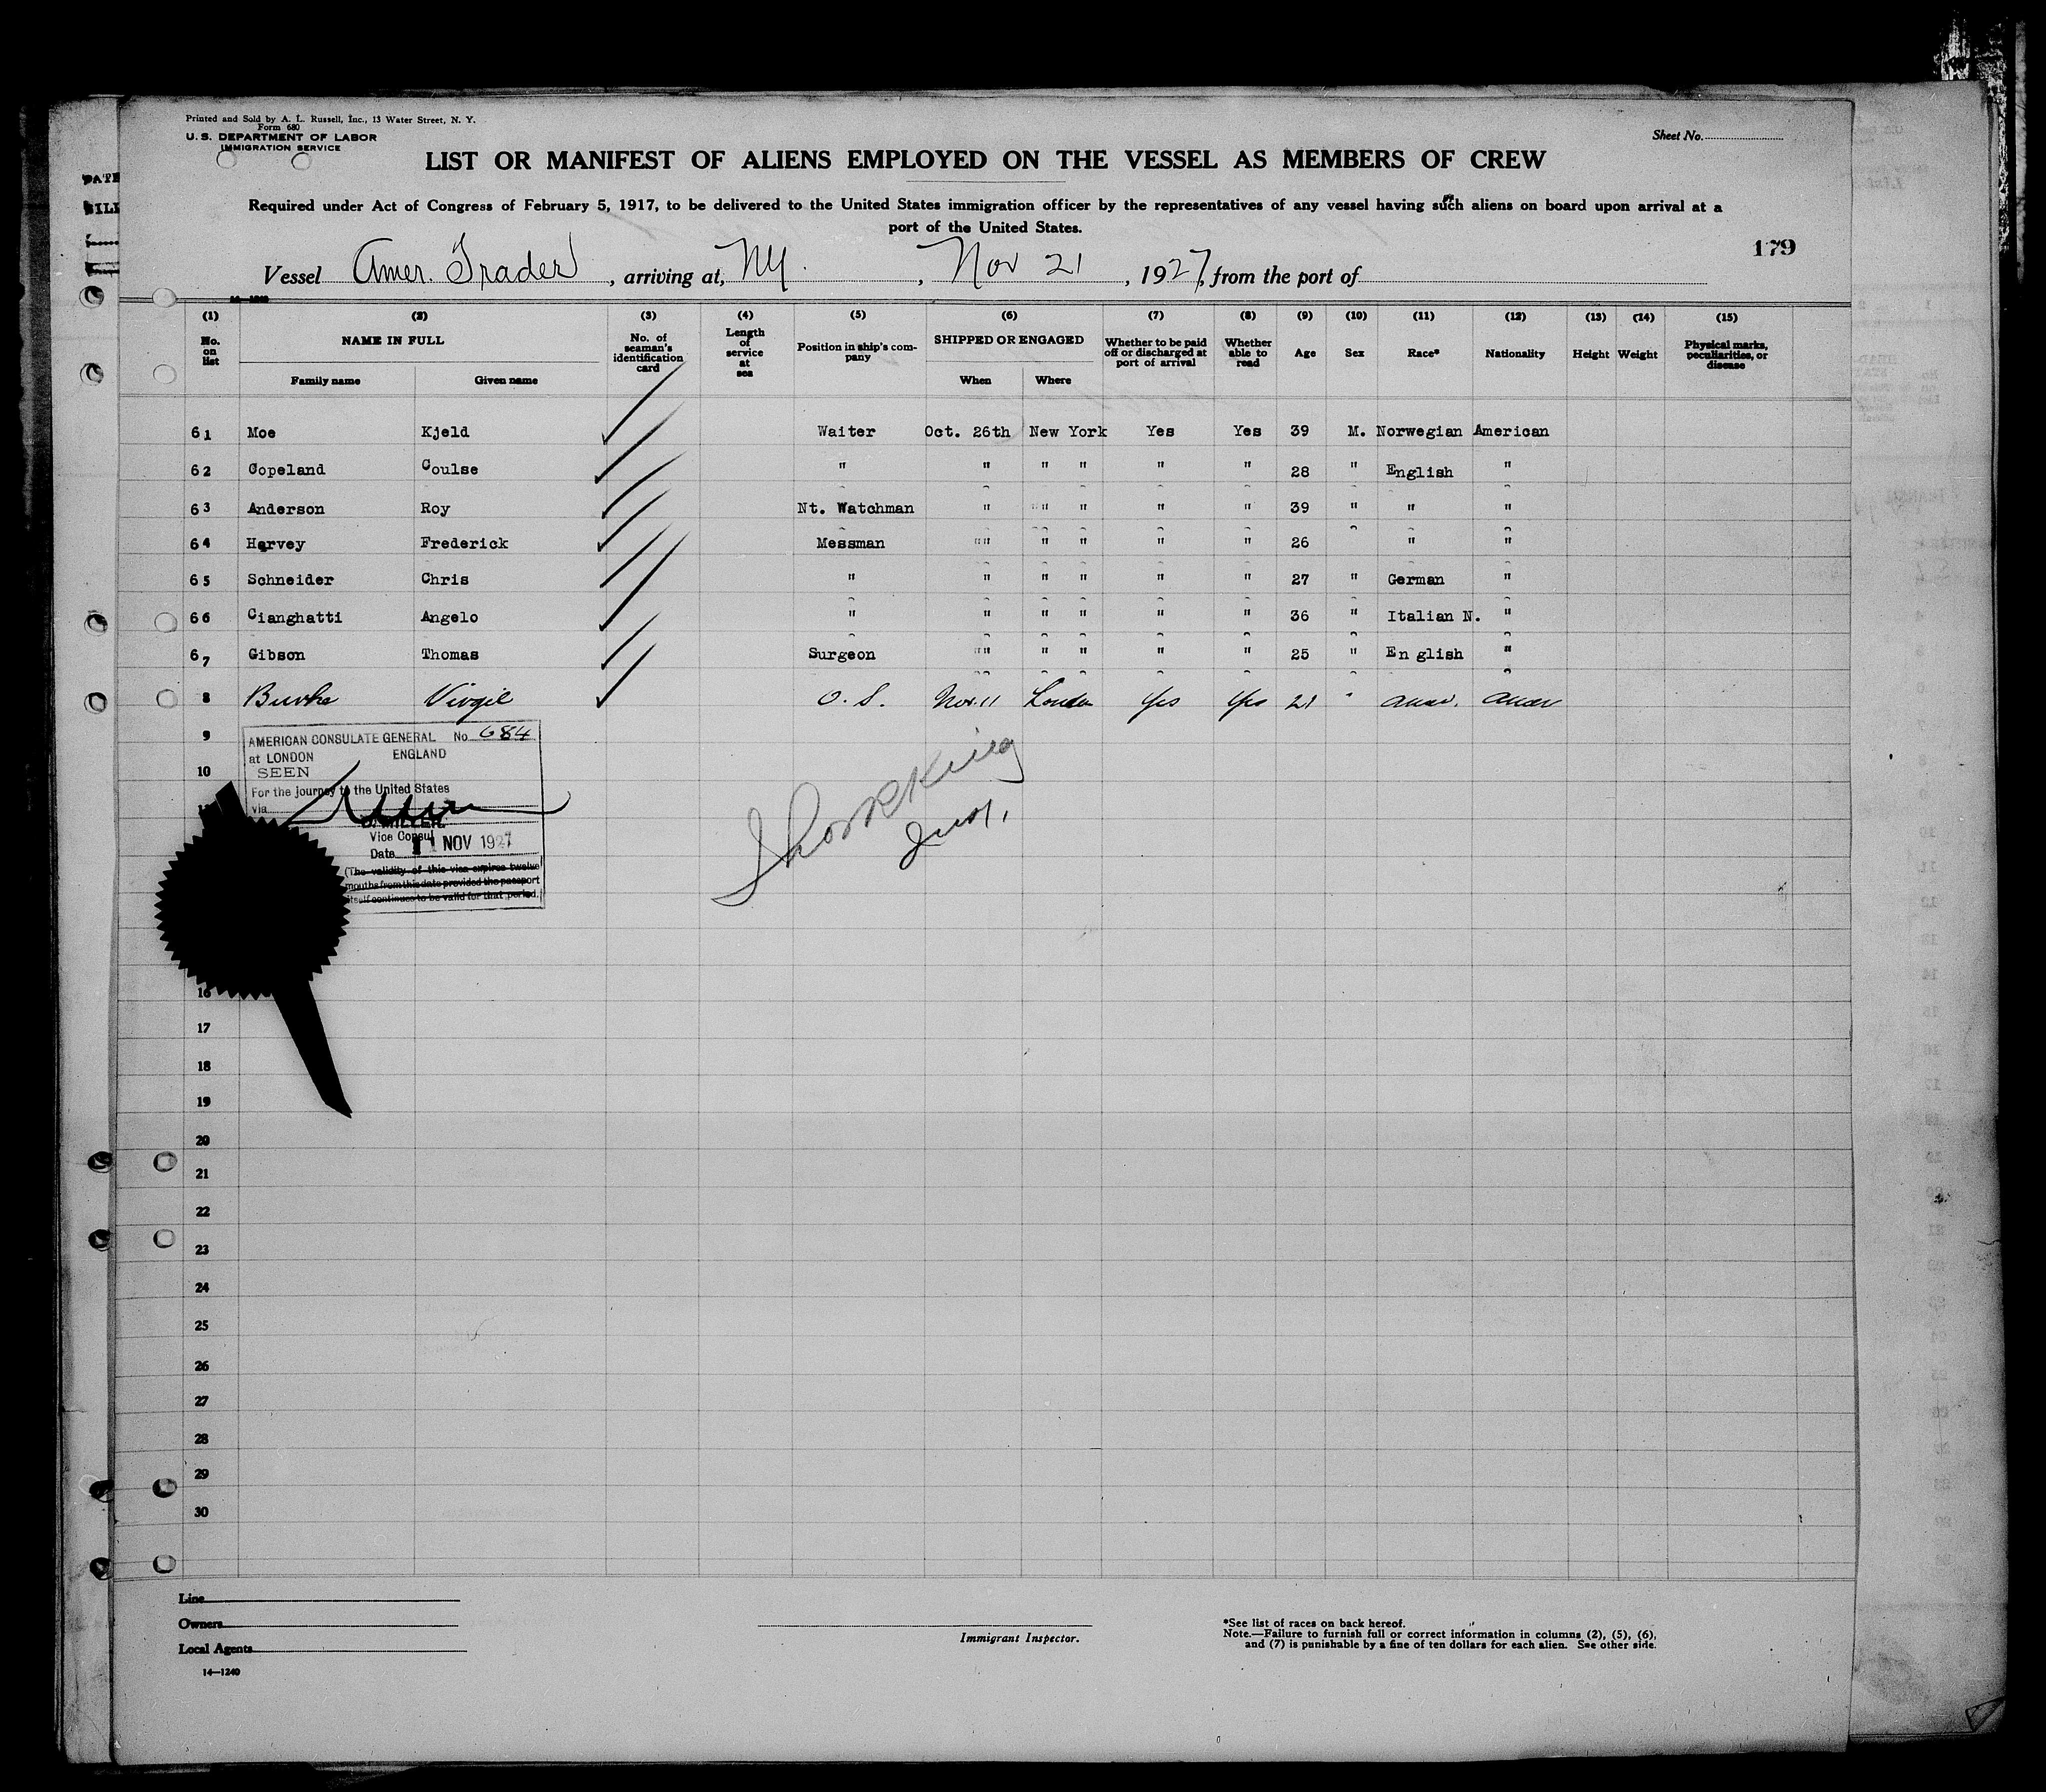 Printed and Sold by A. L. Russell, Inc., 13 Water Street, N. Y.
Form 680
U. S. DEPARTMENT OF LABOR
IMMIGRATION SERVICE
Sheet No.
LIST OR MANIFEST OF ALIENS EMPLOYED ON THE VESSEL AS MEMBERS OF CREW
Required under Act of Congress of February 5, 1917, to be delivered to the United States immigration officer by the representatives of any vessel having such aliens on board upon arrival at a
port of the United States.
179
Vessel Amer. Trader, arriving at, NY., Nov 21, 1927, from the port of
(1) (2) (3) (4) (5) (6) (7) (8) (9) (10) (11) (12) (13) (14) (15)
No. on list NAME IN FULL Family name Given name No. of seaman's identification card Length of service at sea Position in ship's company SHIPPED OR ENGAGED When Where Whether to be paid off or discharged at port of arrival Whether able to read Age Sex Race* Nationality Height Weight Physical marks, peculiarities, or disease
61 Moe Kjeld Waiter Oct. 26th New York Yes Yes 39 M. Norwegian American
62 Copeland Coulse " " " " " " 28 " English "
63 Anderson Roy Nt. Watchman " "" " " " 39 " " "
64 Harvey Frederick Messman "" " " " " 26 " "
65 Schneider Chris " " " " " " 27 " German "
66 Cianghatti Angelo " " " " " " 36 " Italian N. "
67 Gibson Thomas Surgeon "" " " " " 25 " En glish "
8 Burke Virgil O. S. Nov. 11 London Yes Yes 21 " Amer. Amer
9
AMERICAN CONSULATE GENERAL No. 684
at LONDON ENGLAND
10
SEEN
For the journey to the United States
via
Vice Consul
Date 11 NOV 1927
(The validity of this visa expires twelve
months from this date provided the passport
itself continues to be valid for that period.)
16
17
18
19
20
21
22
23
24
25
26
27
28
29
30
Line
Owners
Local Agents
Immigrant Inspector.
*See list of races on back hereof.
Note.—Failure to furnish full or correct information in columns (2), (5), (6),
and (7) is punishable by a fine of ten dollars for each alien. See other side.
14—1240